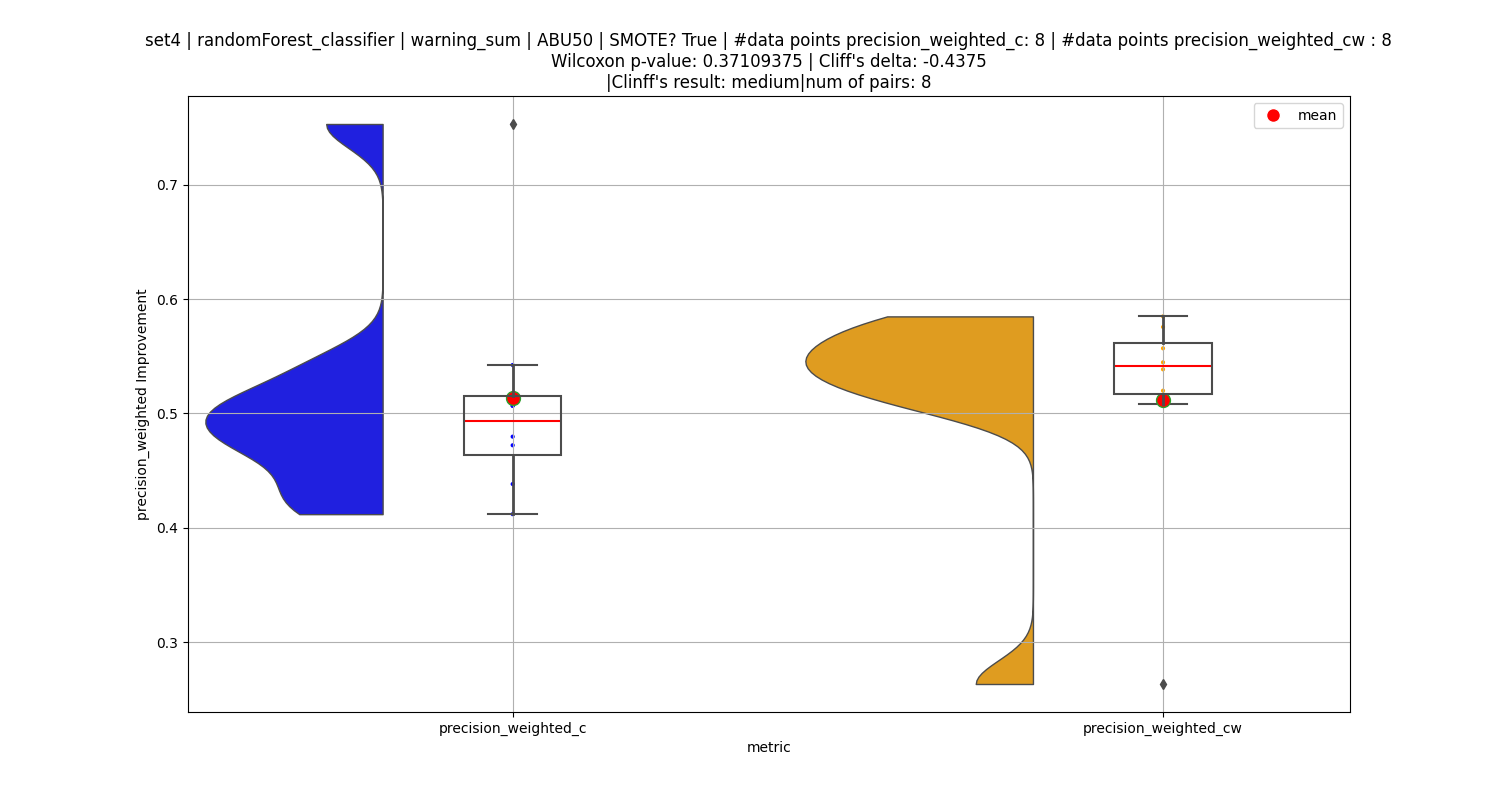 set4 | randomForest_classifier | warning_sum | ABU50 | SMOTE? True | #data points precision_weighted_c: 8 | #data points precision_weighted_cw : 8
Wilcoxon p-value: 0.37109375 | Cliff's delta: -0.4375
|Clinff's result: medium|num of pairs: 8
mean
0.7
0.6
0.5
0.4
0.3
precision_weighted Improvement
precision_weighted_c
precision_weighted_cw
metric